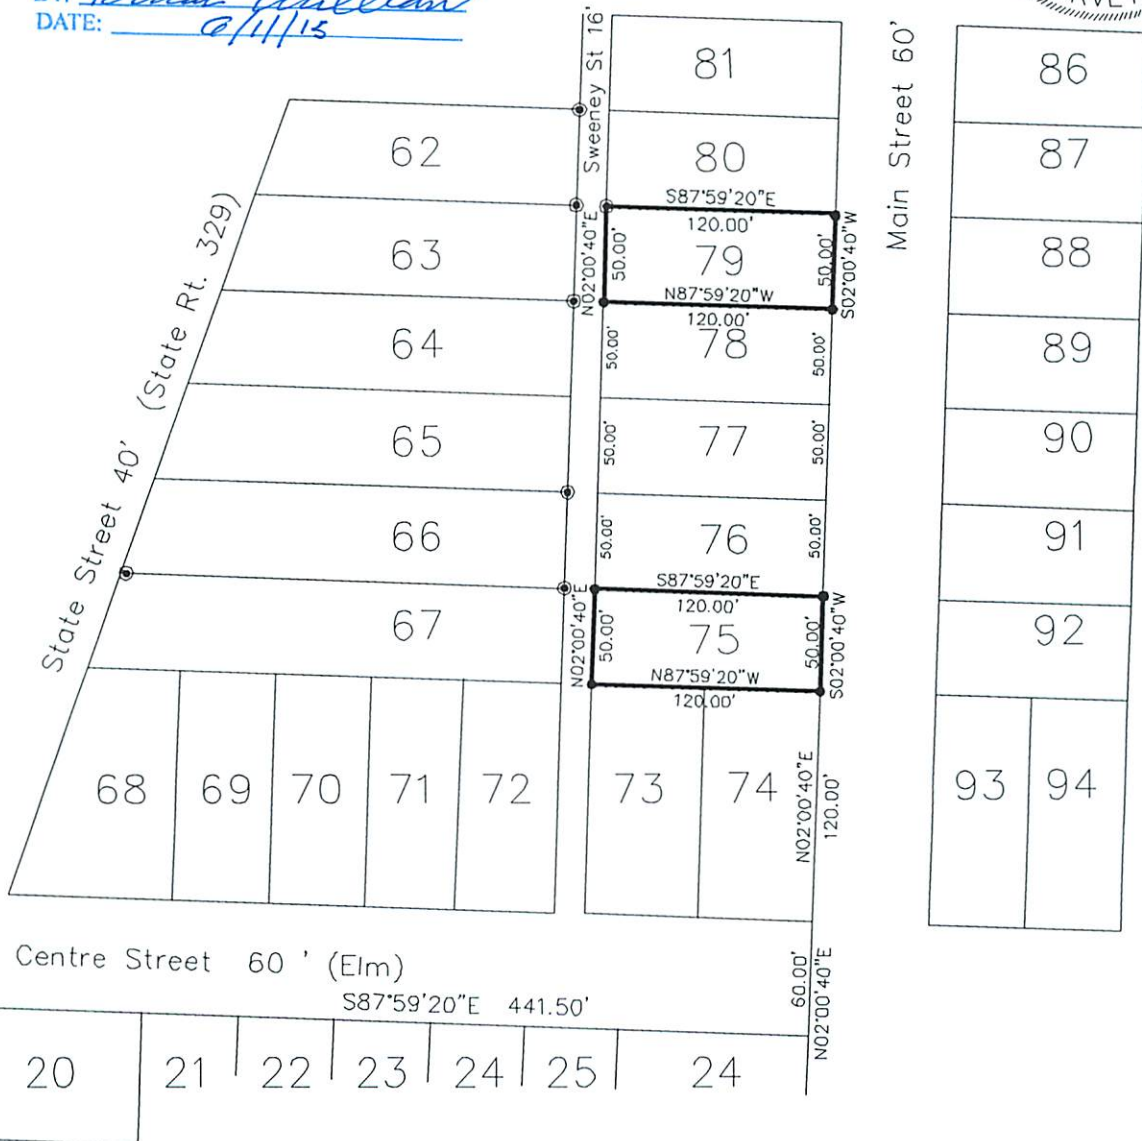 DATE: 6/1/15
Sweeney St 16'
Main Street 60'
State Street 40' (State Rt. 329)
81
80
62
63
64
65
66
67
S87°59'20"E
120.00'
79
N02°00'40"E
50.00'
50.00'
S02°00'40"W
N87°59'20"W
120.00'
78
50.00'
50.00'
77
50.00'
50.00'
76
50.00'
50.00'
S87°59'20"E
120.00'
75
N02°00'40"E
50.00'
50.00'
S02°00'40"W
N87°59'20"W
120.00'
86
87
88
89
90
91
92
68 69 70 71 72 73 74
N02°00'40"E
120.00'
93 94
Centre Street 60 ' (Elm)
S87°59'20"E 441.50'
60.00'
N02°00'40"E
20 21 22 23 24 25 24